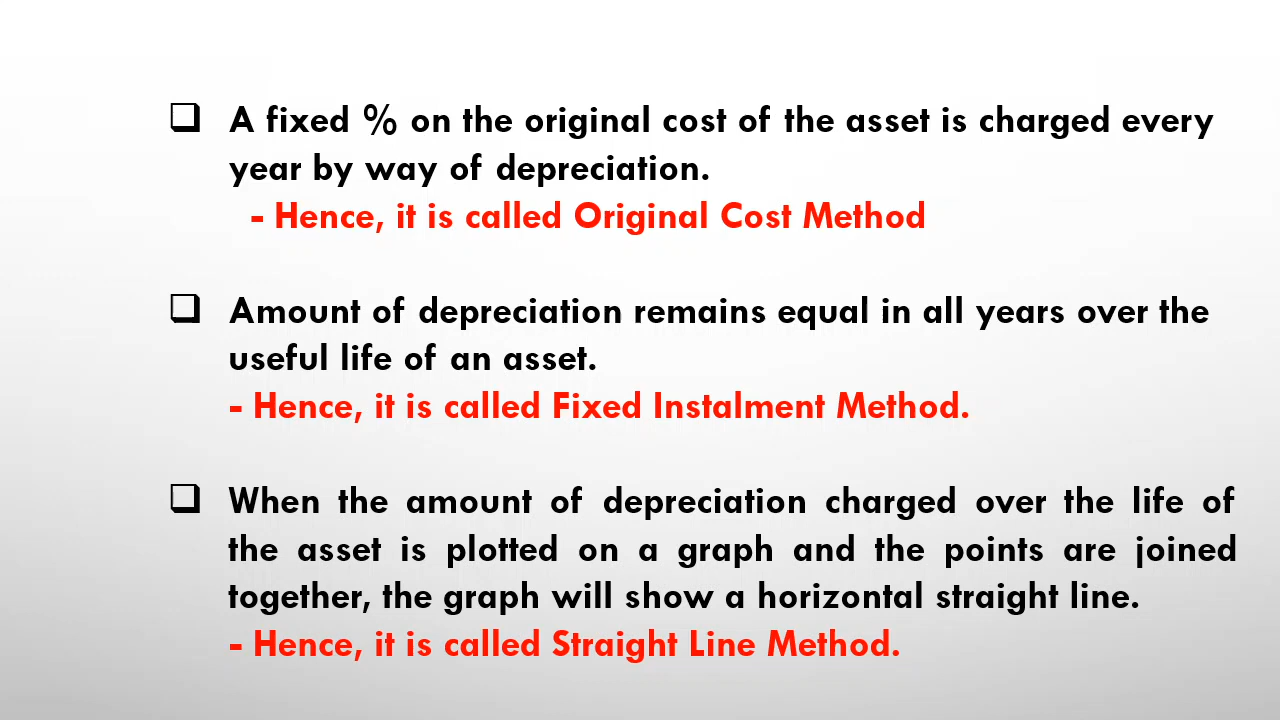 ❑ A fixed % on the original cost of the asset is charged every
year by way of depreciation.
- Hence, it is called Original Cost Method
❑ Amount of depreciation remains equal in all years over the
useful life of an asset.
- Hence, it is called Fixed Instalment Method.
❑ When the amount of depreciation charged over the life of
the asset is plotted on a graph and the points are joined
together, the graph will show a horizontal straight line.
- Hence, it is called Straight Line Method.